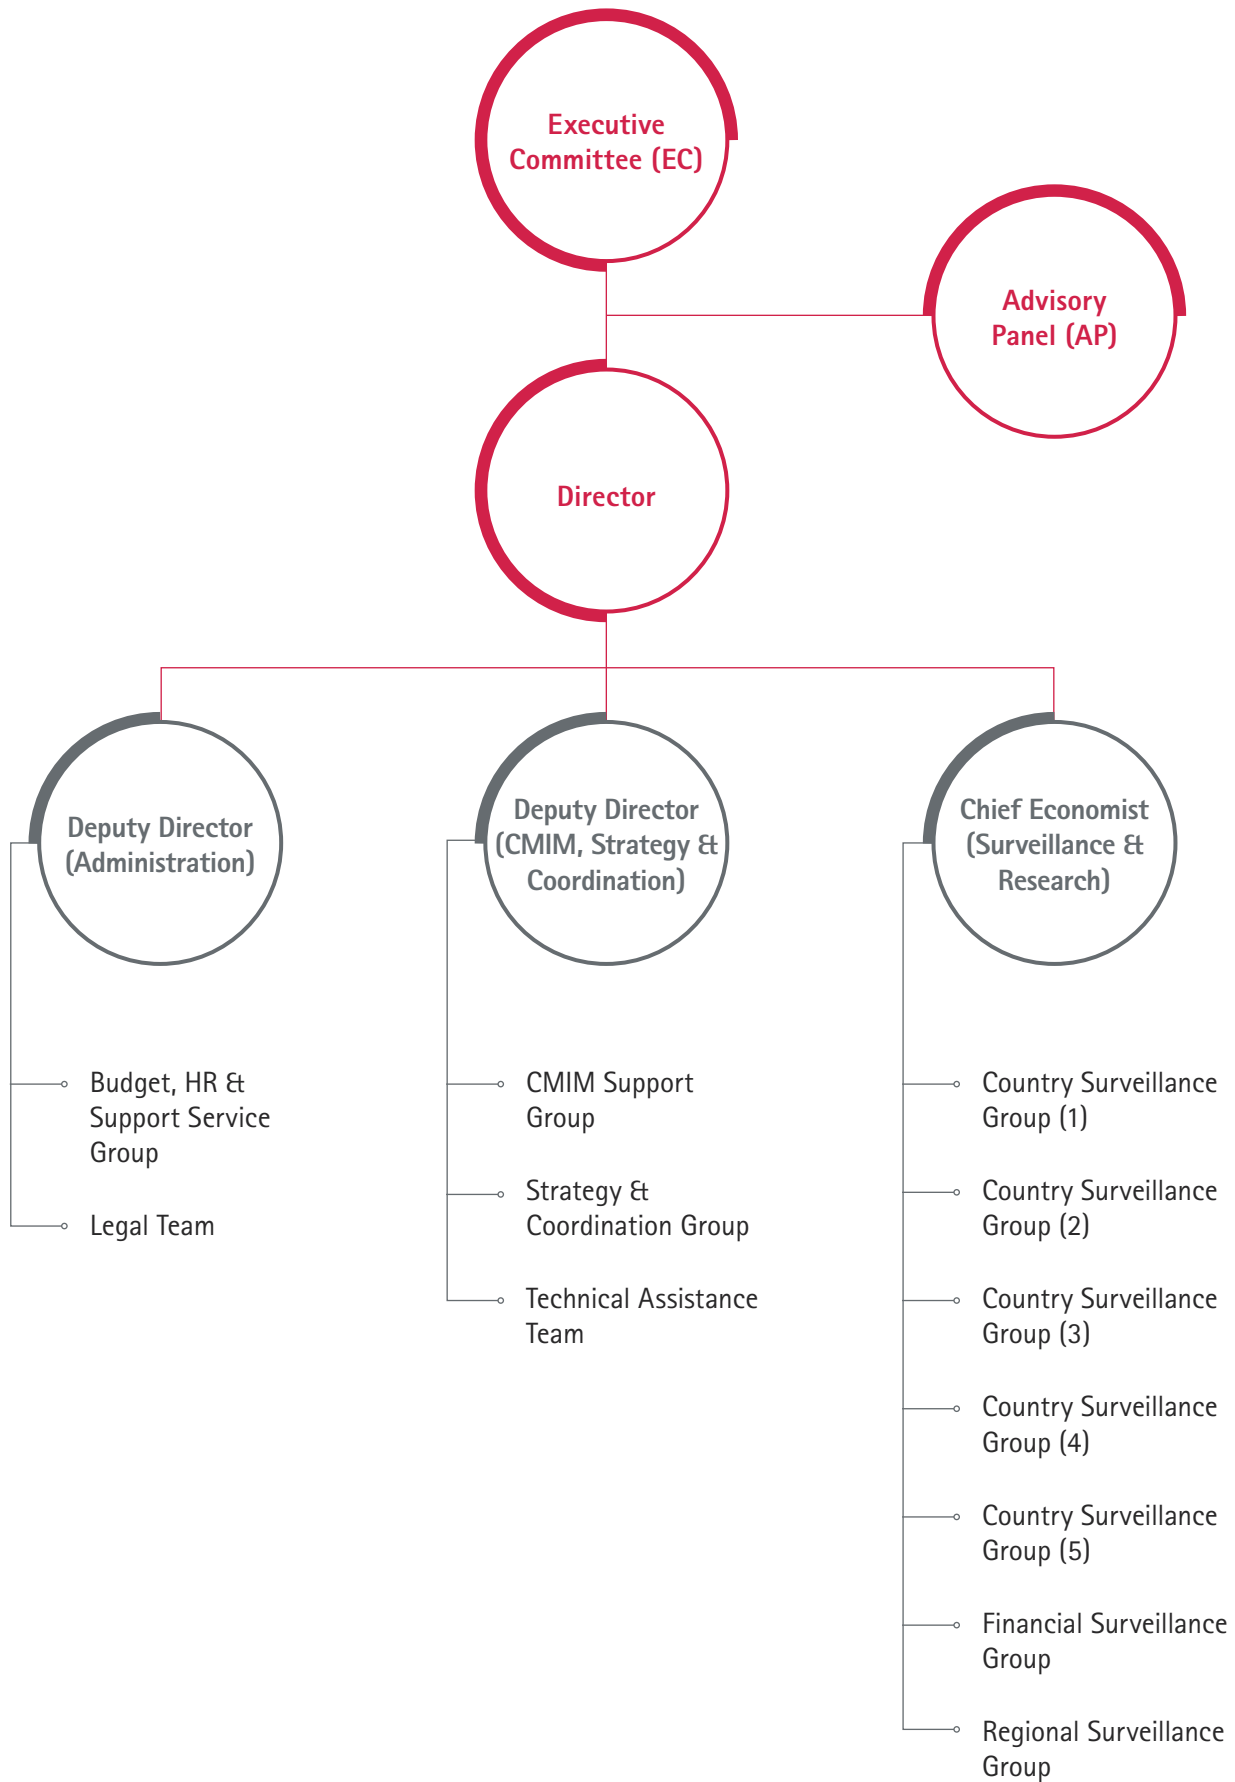 Executive
Committee (EC)
Advisory
Panel (AP)
Director
Deputy Director
(Administration)
Deputy Director
(CMIM, Strategy &
Coordination)
Chief Economist
(Surveillance &
Research)
Budget, HR &
Support Service
Group
Legal Team
CMIM Support
Group
Strategy &
Coordination Group
Technical Assistance
Team
Country Surveillance
Group (1)
Country Surveillance
Group (2)
Country Surveillance
Group (3)
Country Surveillance
Group (4)
Country Surveillance
Group (5)
Financial Surveillance
Group
Regional Surveillance
Group